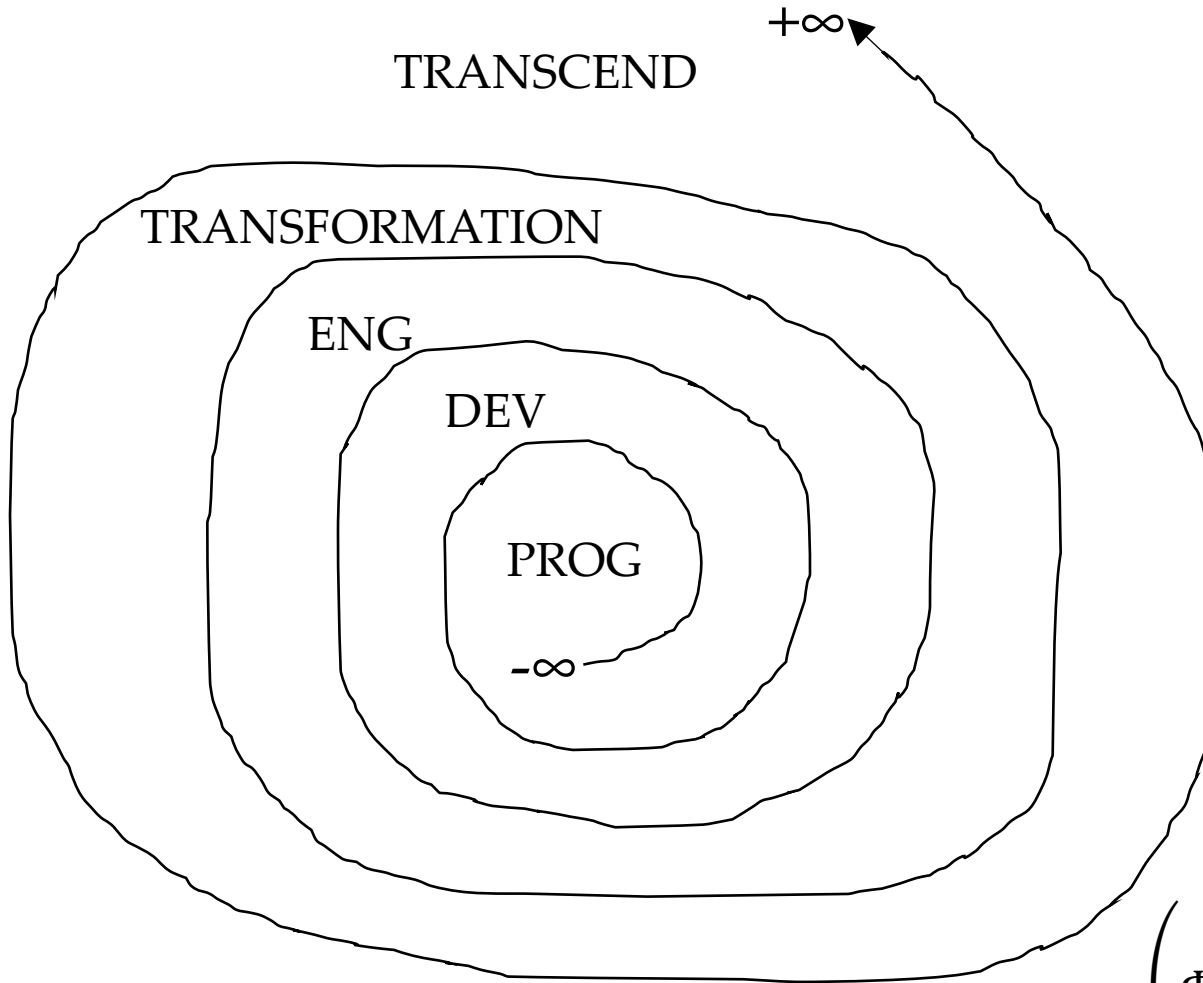 +∞
TRANSCEND
TRANSFORMATION
ENG
DEV
PROG
-∞
(